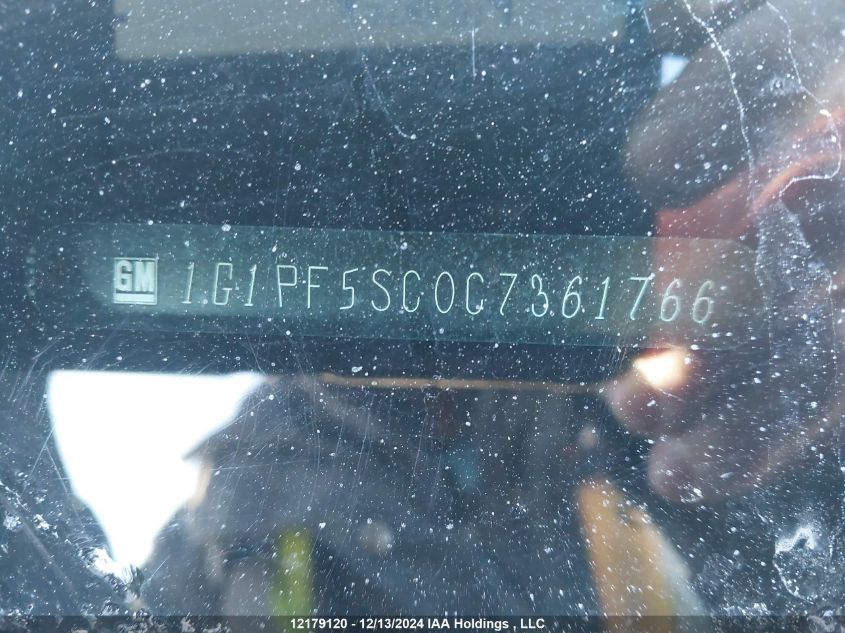 GM 1G1PF5SC0C7361766
12179120 - 12/13/2024 IAA Holdings , LLC